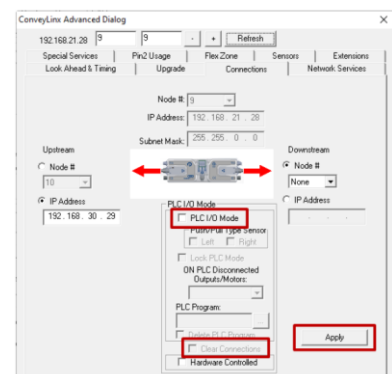 ConveyLinx Advanced Dialog
192.168.21.28 9 9 - + Refresh
Special Services Pin2 Usage Flex Zone Sensors Extensions
Look Ahead & Timing Upgrade Connections Network Services
Node #: 9
IP Address: 192 . 168 . 21 . 28
Subnet Mask: 255 . 255 . 0 . 0
Upstream
Node #
10
IP Address
192 . 168 . 30 . 29
Downstream
Node #
None
IP Address
PLC I/O Mode
PLC I/O Mode
Push/Pull Type Sensor
Left Right
Lock PLC Mode
ON PLC Disconnected
Outputs/Motors:
PLC Program:
Delete PLC Program
Clear Connections
Hardware Controlled
Apply